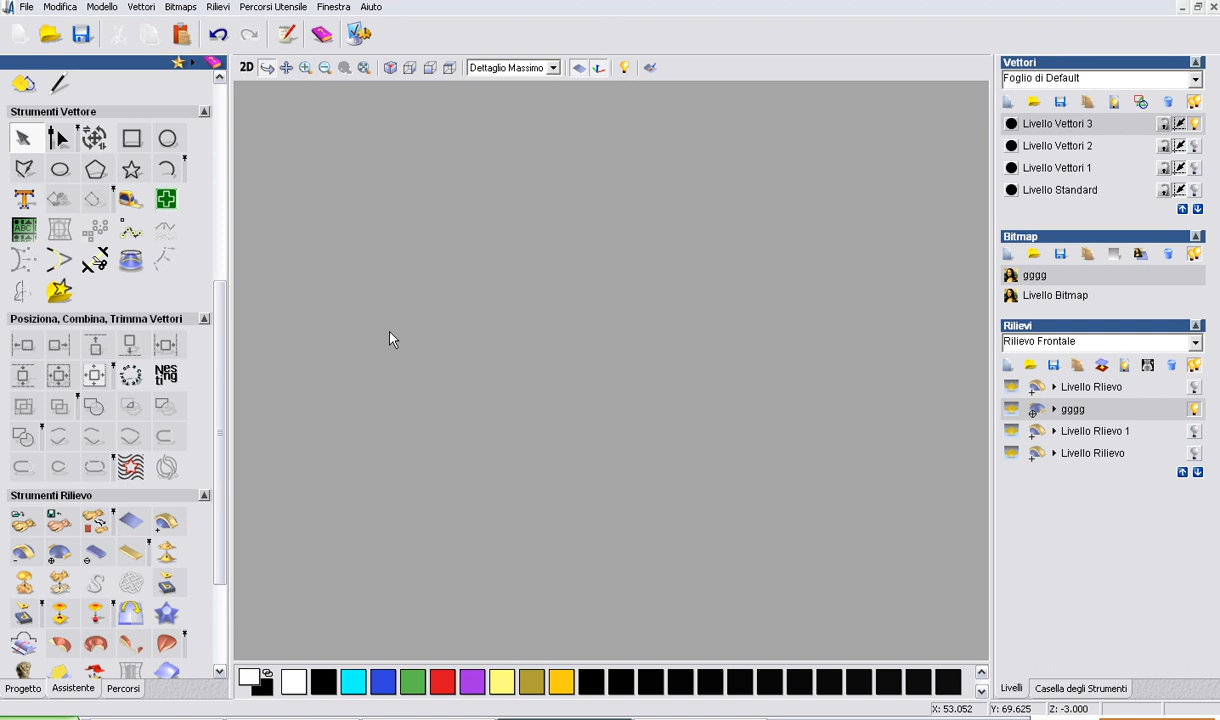 File Modifica Modello Vettori Bitmaps Rilievi Percorsi Utensile Finestra Aiuto
2D Dettaglio Massimo
Strumenti Vettore
ABC
Posiziona, Combina, Trimma Vettori
Nes
ting
Strumenti Rilievo
Progetto Assistente Percorsi
Vettori
Foglio di Default
Livello Vettori 3
Livello Vettori 2
Livello Vettori 1
Livello Standard
Bitmap
gggg
Livello Bitmap
Rilievi
Rilievo Frontale
Livello Rlievo
gggg
Livello Rlievo 1
Livello Rilievo
Livelli Casella degli Strumenti
X: 53.052 Y: 69.625 Z: -3.000